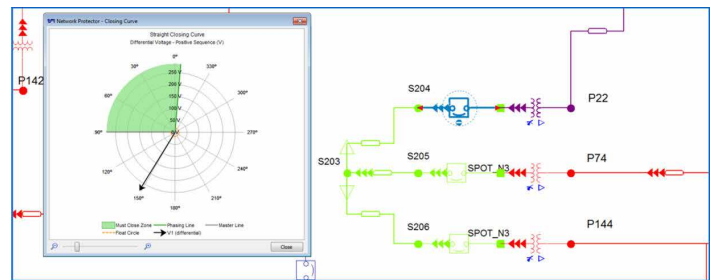 Network Protector - Closing Curve
Straight Closing Curve
Differential Voltage - Positive Sequence (V)
0°
30°
330°
250 V
200 V
60°
300°
150 V
100 V
50 V
0 V
90°
270°
120°
240°
150°
210°
180°
Must Close Zone
Phasing Line
Master Line
Float Circle
V1 (differential)
Close
P142
S204
P22
S203
S205
SPOT_N3
P74
S206
SPOT_N3
P144